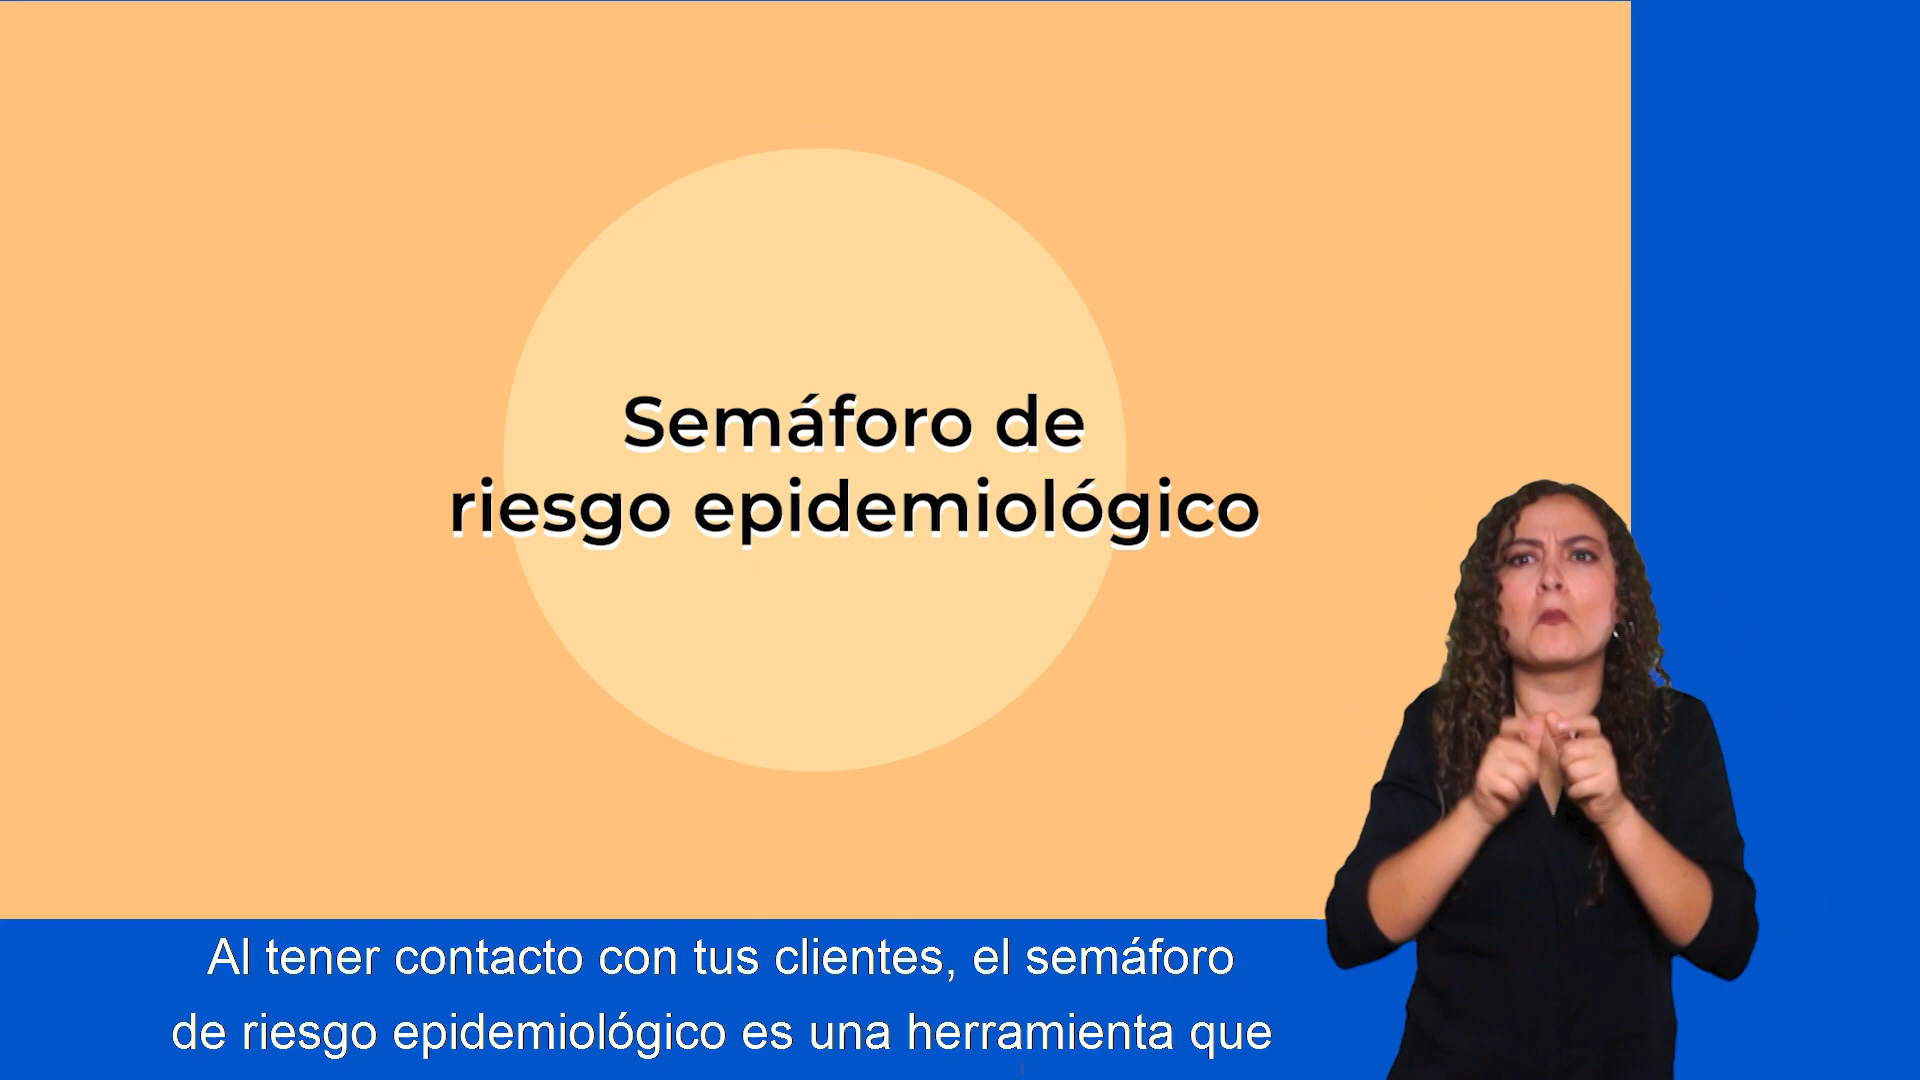 Semáforo de
riesgo epidemiológico
Al tener contacto con tus clientes, el semáforo
de riesgo epidemiológico es una herramienta que